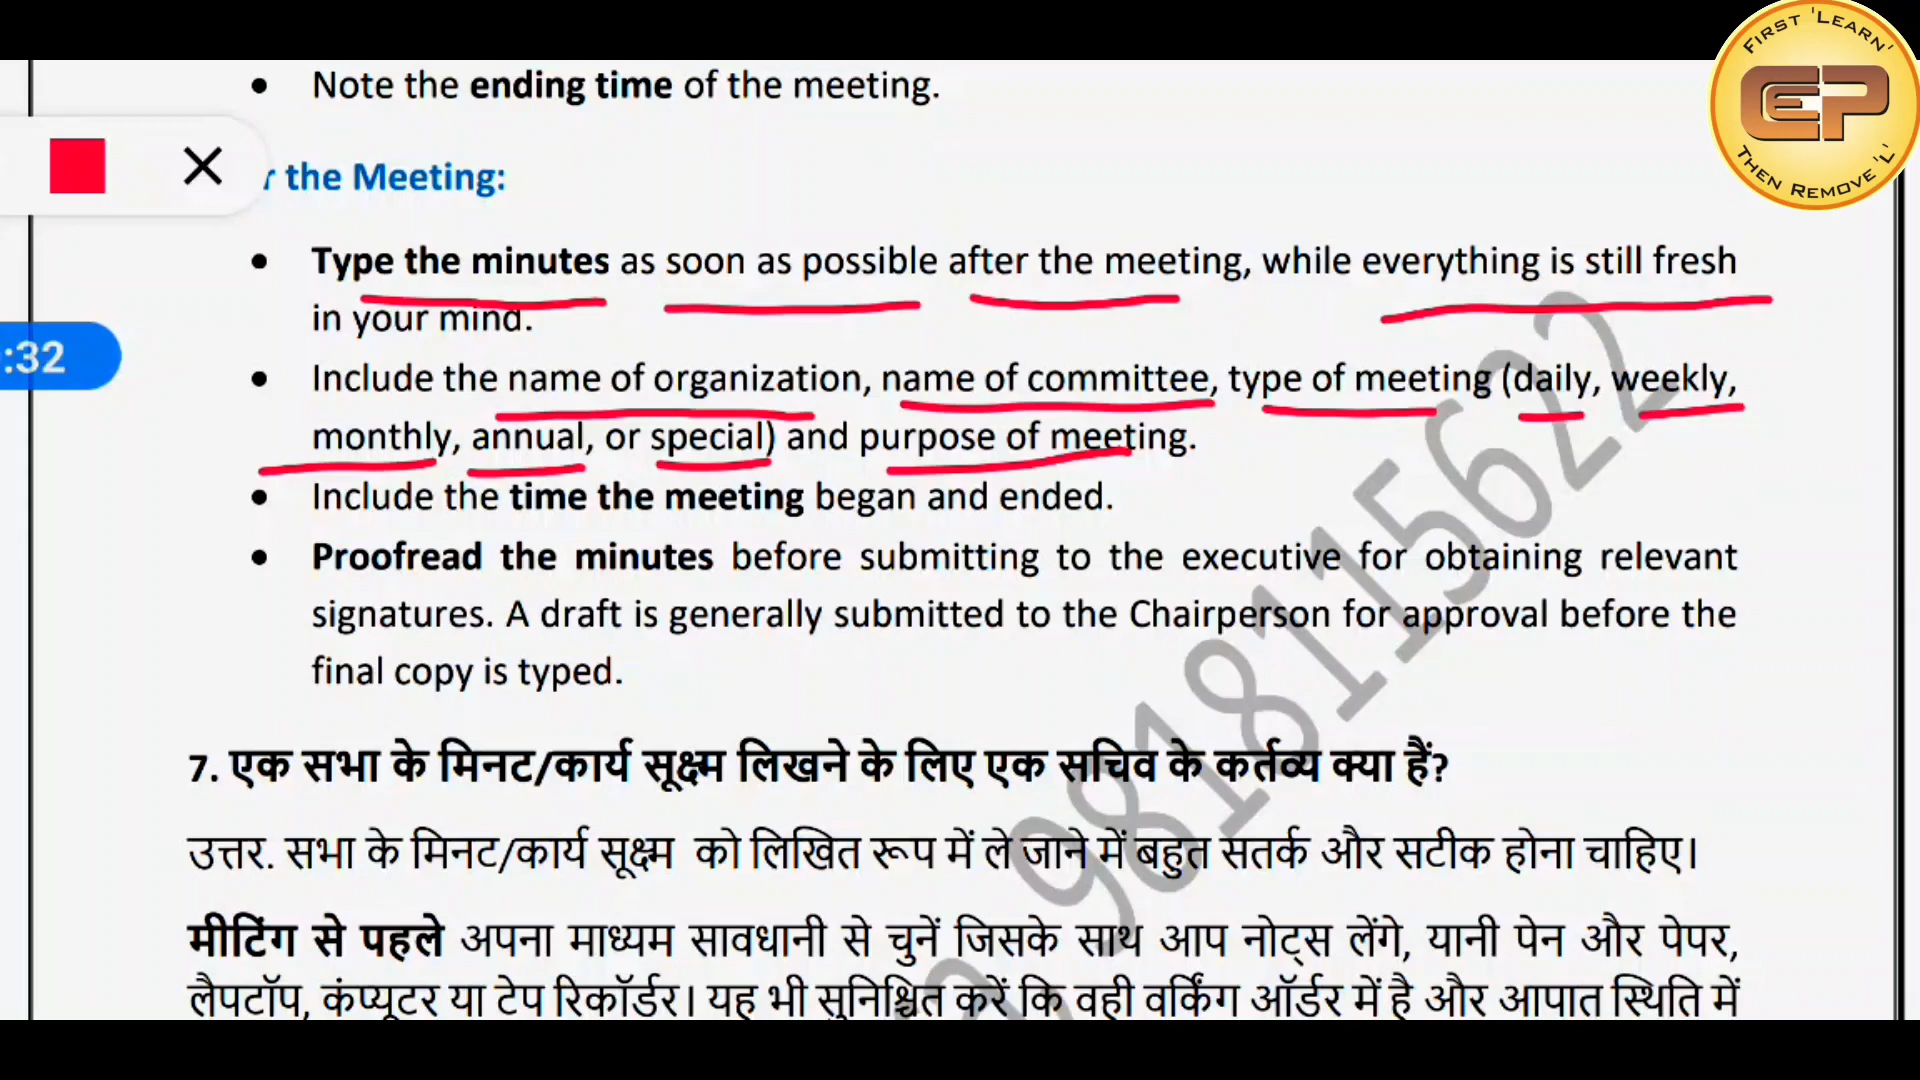 FIRST 'LEARN'
EP
THEN REMOVE 'L'
• Note the ending time of the meeting.
r the Meeting:
• Type the minutes as soon as possible after the meeting, while everything is still fresh
in your mind.
:32
• Include the name of organization, name of committee, type of meeting (daily, weekly,
monthly, annual, or special) and purpose of meeting.
• Include the time the meeting began and ended.
• Proofread the minutes before submitting to the executive for obtaining relevant
signatures. A draft is generally submitted to the Chairperson for approval before the
final copy is typed.
7. एक सभा के मिनट/कार्य सूक्ष्म लिखने के लिए एक सचिव के कर्तव्य क्या हैं?
उत्तर. सभा के मिनट/कार्य सूक्ष्म को लिखित रूप में ले जाने में बहुत सतर्क और सटीक होना चाहिए।
मीटिंग से पहले अपना माध्यम सावधानी से चुनें जिसके साथ आप नोट्स लेंगे, यानी पेन और पेपर,
लैपटॉप, कंप्यूटर या टेप रिकॉर्डर। यह भी सुनिश्चित करें कि वही वर्किंग ऑर्डर में है और आपात स्थिति में
9818115622